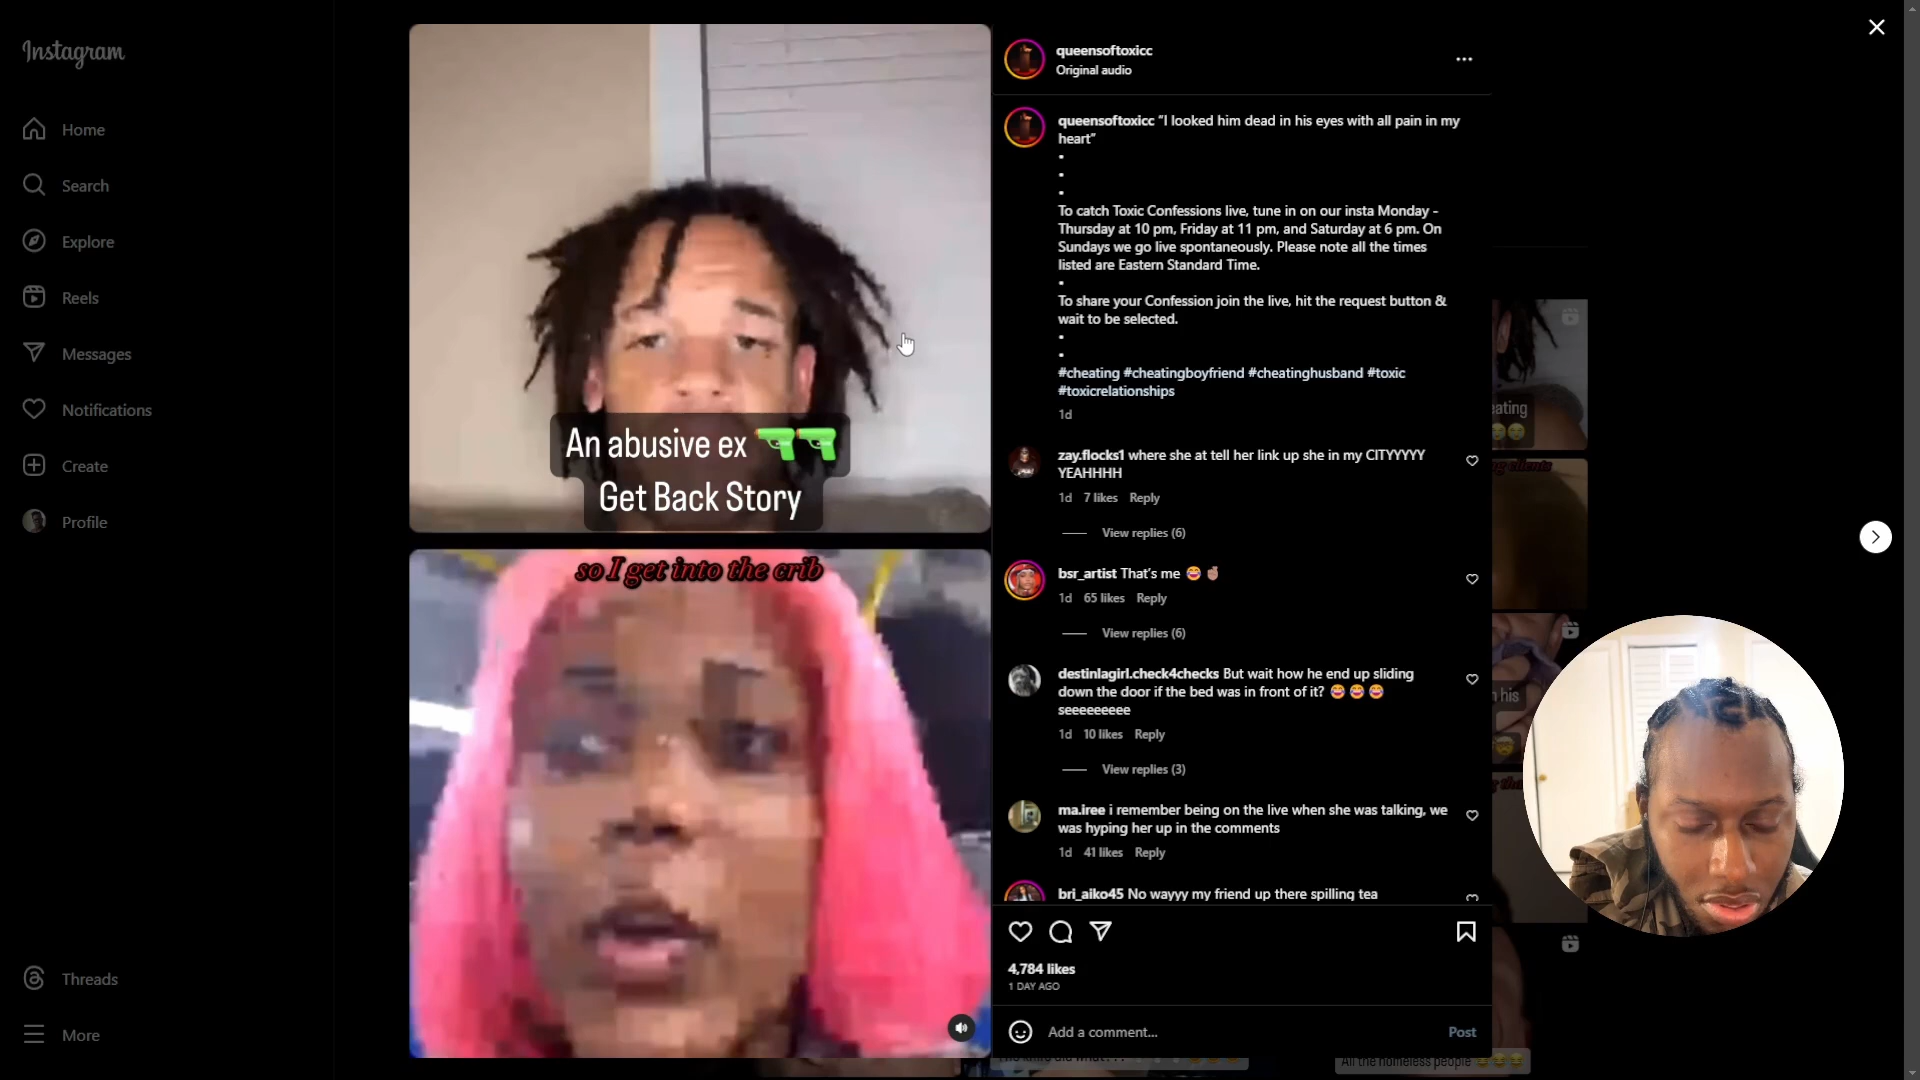 Instagram
Home
Search
Explore
Reels
Messages
Notifications
Create
Profile
Threads
More
An abusive ex 🔫🔫
Get Back Story
so I get into the crib
queensoftoxicc
Original audio
queensoftoxicc “I looked him dead in his eyes with all pain in my
heart”
•
•
•
To catch Toxic Confessions live, tune in on our insta Monday -
Thursday at 10 pm, Friday at 11 pm, and Saturday at 6 pm. On
Sundays we go live spontaneously. Please note all the times
listed are Eastern Standard Time.
•
To share your Confession join the live, hit the request button &
wait to be selected.
•
•
#cheating #cheatingboyfriend #cheatinghusband #toxic
#toxicrelationships
1d
zay.flocks1 where she at tell her link up she in my CITYYYYY
YEAHHHH
1d 7 likes Reply
View replies (6)
bsr_artist That’s me 😂✌🏽
1d 65 likes Reply
View replies (6)
destinlagirl.check4checks But wait how he end up sliding
down the door if the bed was in front of it? 😂😂😂
seeeeeeeee
1d 10 likes Reply
View replies (3)
ma.iree i remember being on the live when she was talking, we
was hyping her up in the comments
1d 41 likes Reply
bri_aiko45 No wayyy my friend up there spilling tea
4,784 likes
1 DAY AGO
Add a comment...
Post
clients
his
All the homeless people 😂😂😂